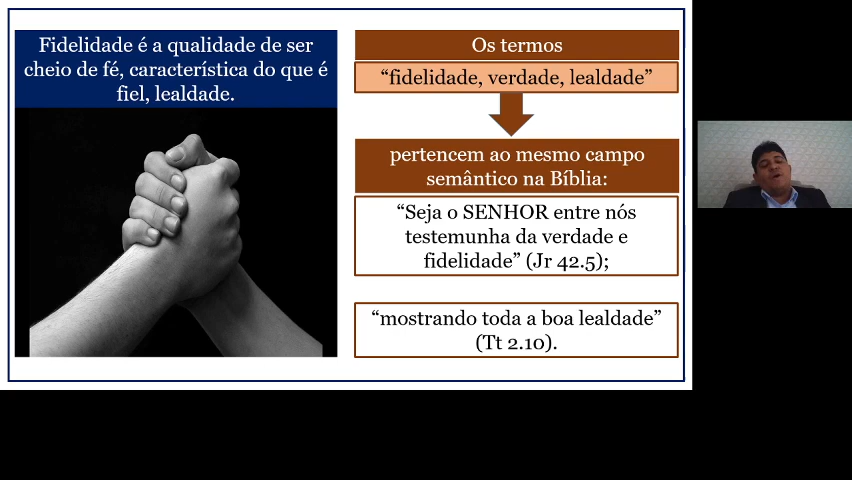 Fidelidade é a qualidade de ser
cheio de fé, característica do que é
fiel, lealdade.
Os termos
“fidelidade, verdade, lealdade”
pertencem ao mesmo campo
semântico na Bíblia:
“Seja o SENHOR entre nós
testemunha da verdade e
fidelidade” (Jr 42.5);
“mostrando toda a boa lealdade”
(Tt 2.10).